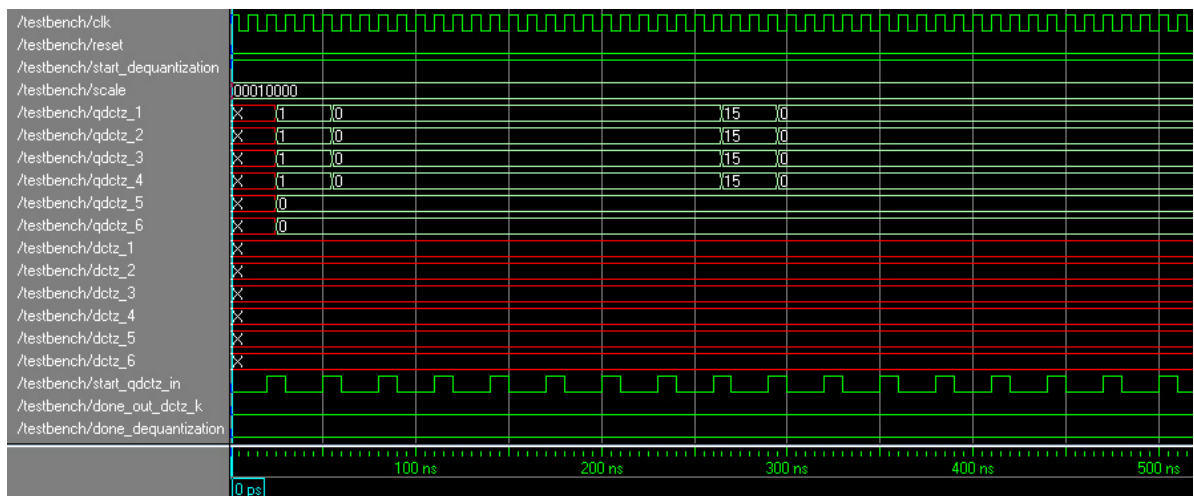 /testbench/clk
/testbench/reset
/testbench/start_dequantization
/testbench/scale 00010000
/testbench/qdctz_1 X 1 0 15 0
/testbench/qdctz_2 X 1 0 15 0
/testbench/qdctz_3 X 1 0 15 0
/testbench/qdctz_4 X 1 0 15 0
/testbench/qdctz_5 X 0
/testbench/qdctz_6 X 0
/testbench/dctz_1 X
/testbench/dctz_2 X
/testbench/dctz_3 X
/testbench/dctz_4 X
/testbench/dctz_5 X
/testbench/dctz_6 X
/testbench/start_qdctz_in
/testbench/done_out_dctz_k
/testbench/done_dequantization
100 ns 200 ns 300 ns 400 ns 500 ns
0 ps